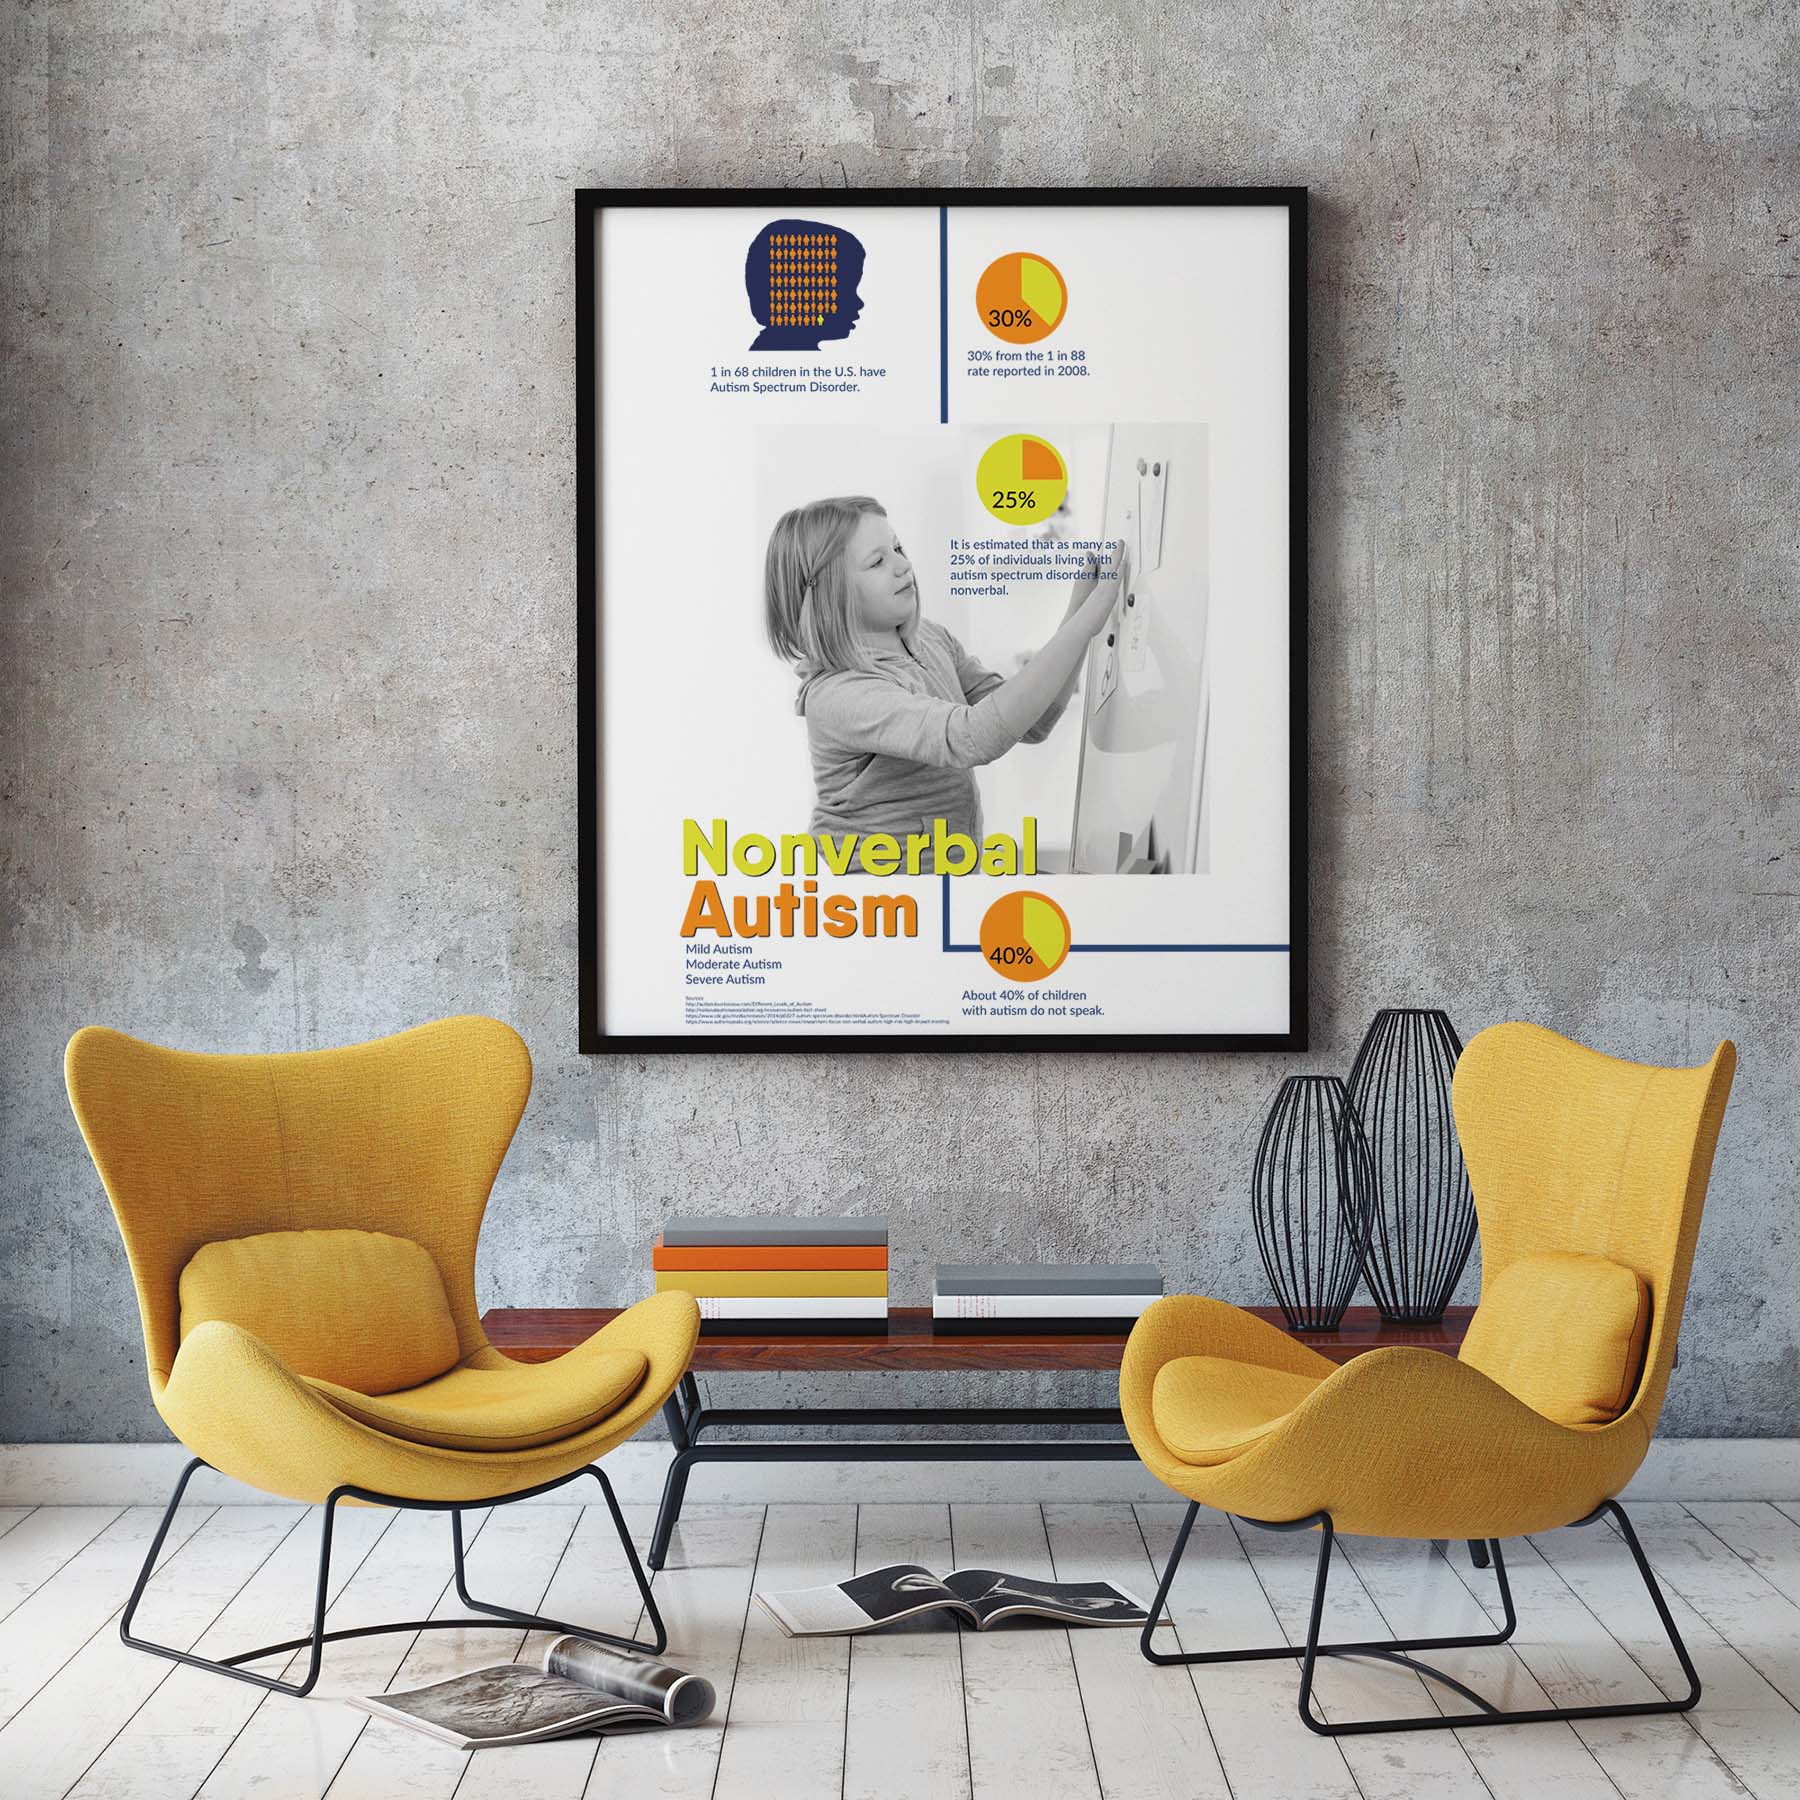 1 in 68 children in the U.S. have
Autism Spectrum Disorder.
30%
30% from the 1 in 88
rate reported in 2008.
25%
It is estimated that as many as
25% of individuals living with
autism spectrum disorders are
nonverbal.
Nonverbal
Autism
Mild Autism
Moderate Autism
Severe Autism
40%
About 40% of children
with autism do not speak.
Sources